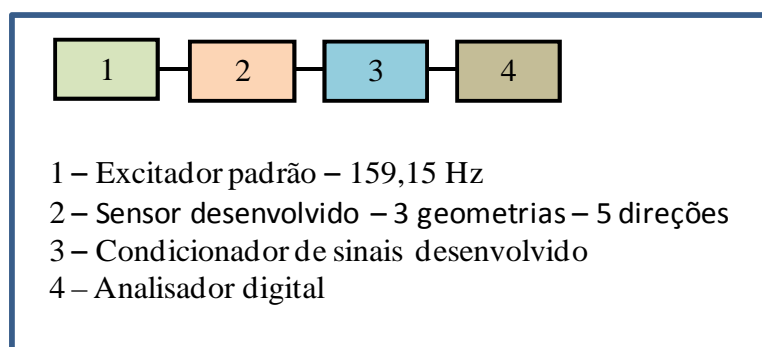 1 2 3 4
1 – Excitador padrão – 159,15 Hz
2 – Sensor desenvolvido – 3 geometrias – 5 direções
3 – Condicionador de sinais desenvolvido
4 – Analisador digital